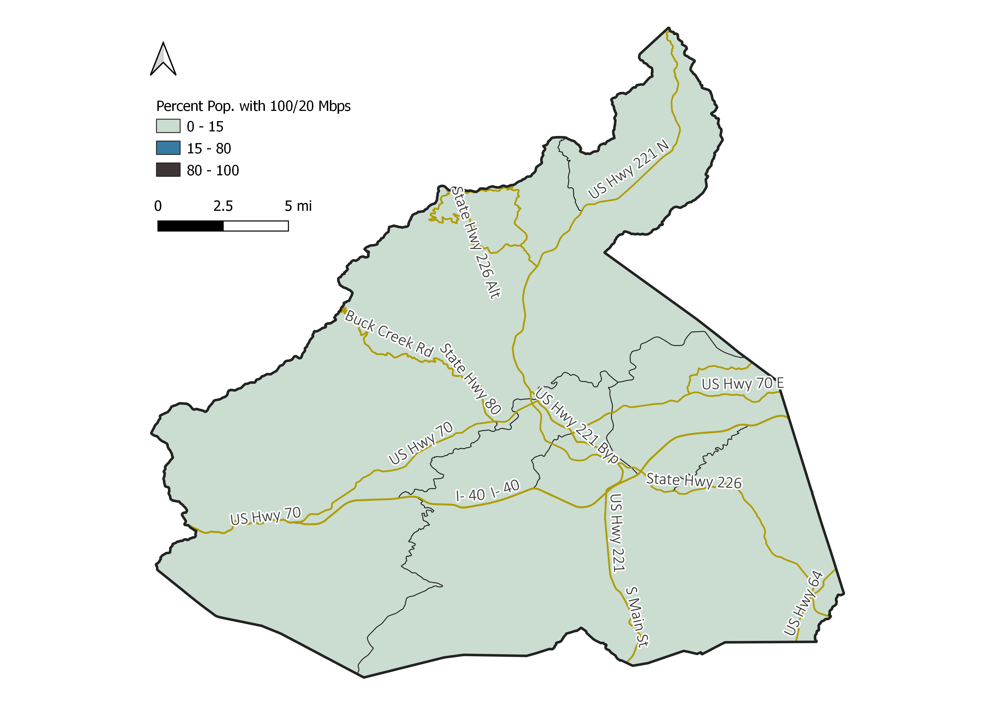 Percent Pop. with 100/20 Mbps
0 - 15
15 - 80
80 - 100
0 2.5 5 mi
US Hwy 221 N
State Hwy 226 Alt
Buck Creek Rd
State Hwy 80
US Hwy 70 E
US Hwy 221 Byp
US Hwy 70
State Hwy 226
I- 40 I- 40
US Hwy 70
US Hwy 221
US Hwy 64
S Main St